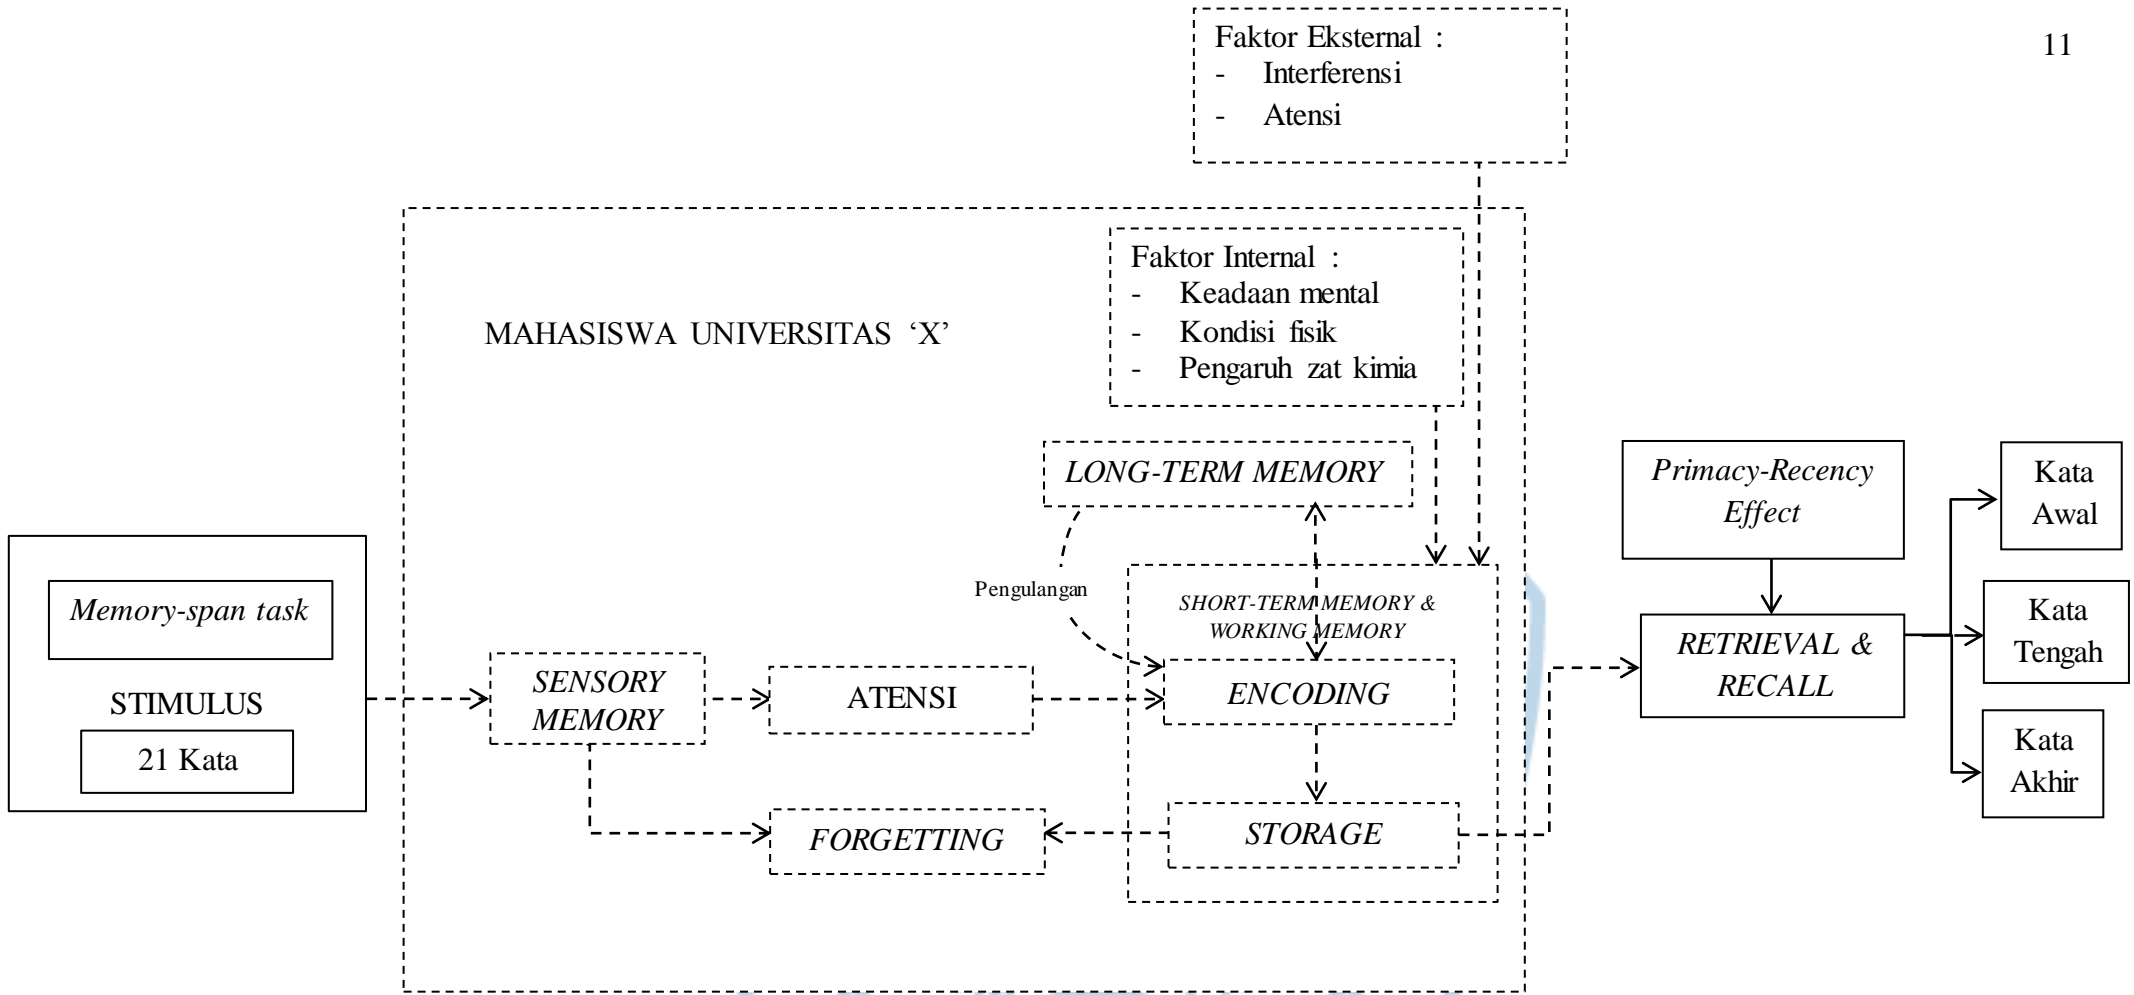 11
Faktor Eksternal :
- Interferensi
- Atensi
Faktor Internal :
- Keadaan mental
- Kondisi fisik
- Pengaruh zat kimia
MAHASISWA UNIVERSITAS ‘X’
LONG-TERM MEMORY
Pengulangan
SHORT-TERM MEMORY &
WORKING MEMORY
Memory-span task
STIMULUS
21 Kata
SENSORY
MEMORY
ATENSI
ENCODING
FORGETTING
STORAGE
Primacy-Recency
Effect
RETRIEVAL &
RECALL
Kata
Awal
Kata
Tengah
Kata
Akhir